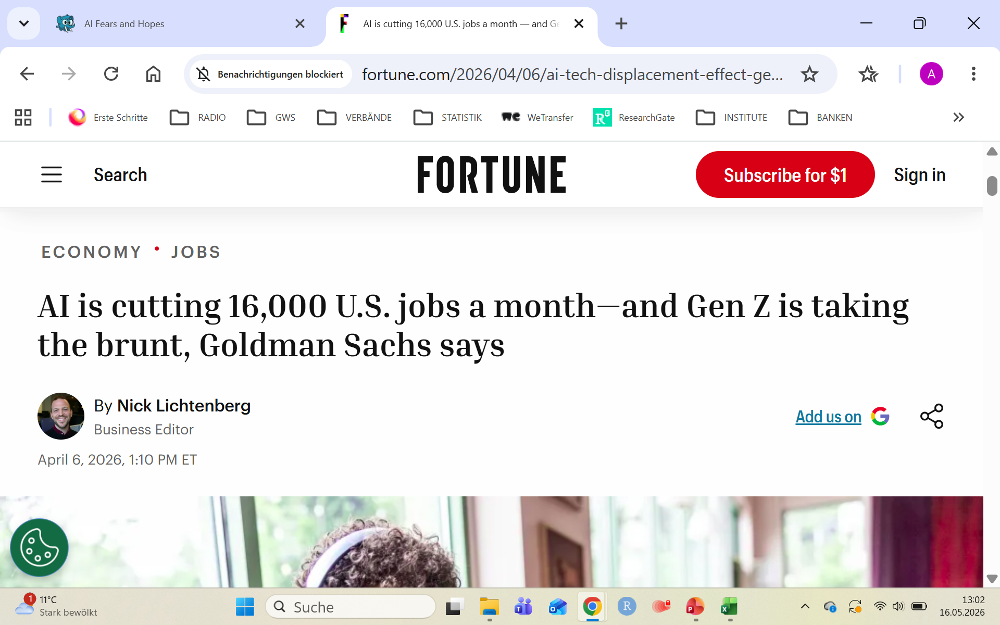 AI Fears and Hopes
AI is cutting 16,000 U.S. jobs a month — and Ge
Benachrichtigungen blockiert
fortune.com/2026/04/06/ai-tech-displacement-effect-ge...
A
Erste Schritte
RADIO
GWS
VERBÄNDE
STATISTIK
we
WeTransfer
RG
ResearchGate
INSTITUTE
BANKEN
Search
FORTUNE
Subscribe for $1
Sign in
ECONOMY • JOBS
AI is cutting 16,000 U.S. jobs a month—and Gen Z is taking
the brunt, Goldman Sachs says
By Nick Lichtenberg
Business Editor
Add us on
April 6, 2026, 1:10 PM ET
1
11°C
Stark bewölkt
Suche
T
O
R
P
X
13:02
16.05.2026